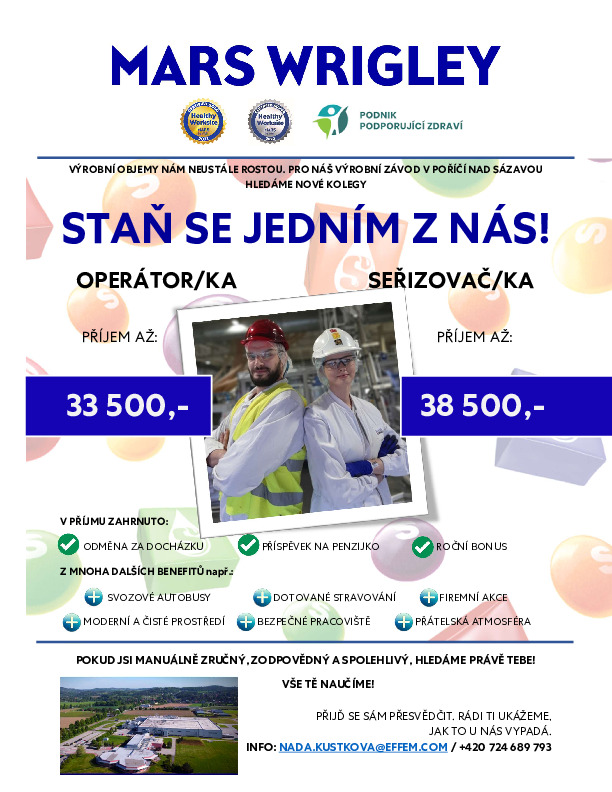 MARS WRIGLEY
Healthy
Worksite
Healthy
Worksite
PODNIK
PODPORUJÍCÍ ZDRAVÍ
VÝROBNÍ OBJEMY NÁM NEUSTÁLE ROSTOU. PRO NÁŠ VÝROBNÍ ZÁVOD V POŘÍČÍ NAD SÁZAVOU
HLEDÁME NOVÉ KOLEGY
STAŇ SE JEDNÍM Z NÁS!
OPERÁTOR/KA
SEŘIZOVAČ/KA
PŘÍJEM AŽ:
PŘÍJEM AŽ:
33 500,-
38 500,-
V PŘÍJMU ZAHRNUTO:
ODMĚNA ZA DOCHÁZKU
PŘÍSPĚVEK NA PENZIJKO
ROČNÍ BONUS
Z MNOHA DALŠÍCH BENEFITŮ např.:
SVOZOVÉ AUTOBUSY
DOTOVANÉ STRAVOVÁNÍ
FIREMNÍ AKCE
MODERNÍ A ČISTÉ PROSTŘEDÍ
BEZPEČNÉ PRACOVIŠTĚ
PŘÁTELSKÁ ATMOSFÉRA
POKUD JSI MANUÁLNĚ ZRUČNÝ, ZODPOVĚDNÝ A SPOLEHLIVÝ, HLEDÁME PRÁVĚ TEBE!
VŠE TĚ NAUČÍME!
PŘIJĎ SE SÁM PŘESVĚDČIT. RÁDI TI UKÁŽEME,
JAK TO U NÁS VYPADÁ.
INFO: NADA.KUSTKOVA@EFFEM.COM / +420 724 689 793